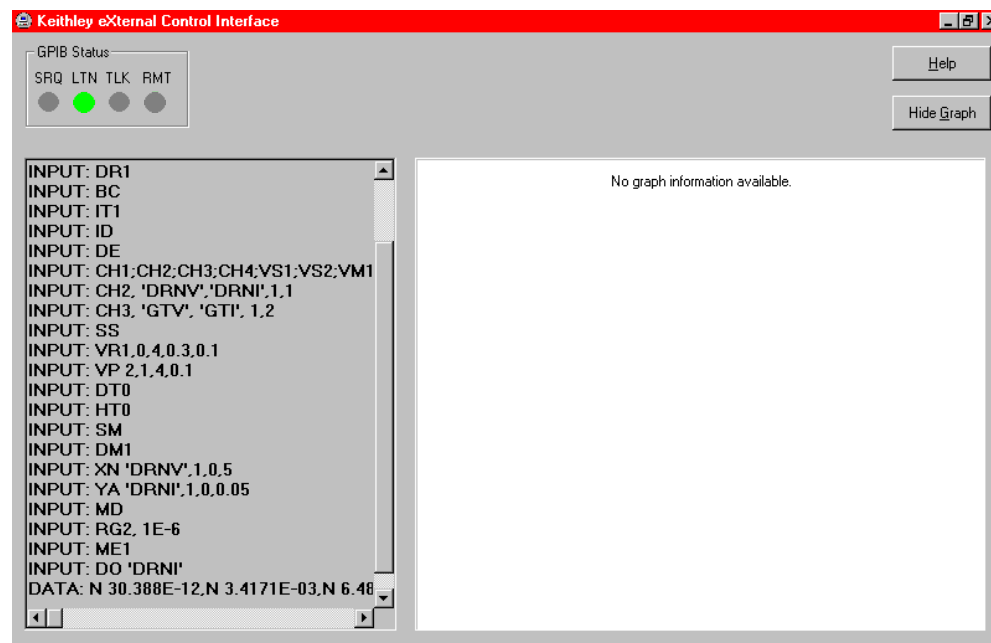 Keithley eXternal Control Interface
GPIB Status
SRQ LTN TLK RMT
Help
Hide Graph
INPUT: DR1
INPUT: BC
INPUT: IT1
INPUT: ID
INPUT: DE
INPUT: CH1;CH2;CH3;CH4;VS1;VS2;VM1
INPUT: CH2, 'DRNV','DRNI',1,1
INPUT: CH3, 'GTV', 'GTI', 1,2
INPUT: SS
INPUT: VR1,0,4,0.3,0.1
INPUT: VP 2,1,4,0.1
INPUT: DT0
INPUT: HT0
INPUT: SM
INPUT: DM1
INPUT: XN 'DRNV',1,0,5
INPUT: YA 'DRNI',1,0,0.05
INPUT: MD
INPUT: RG2, 1E-6
INPUT: ME1
INPUT: DO 'DRNI'
DATA: N 30.388E-12,N 3.4171E-03,N 6.48
No graph information available.